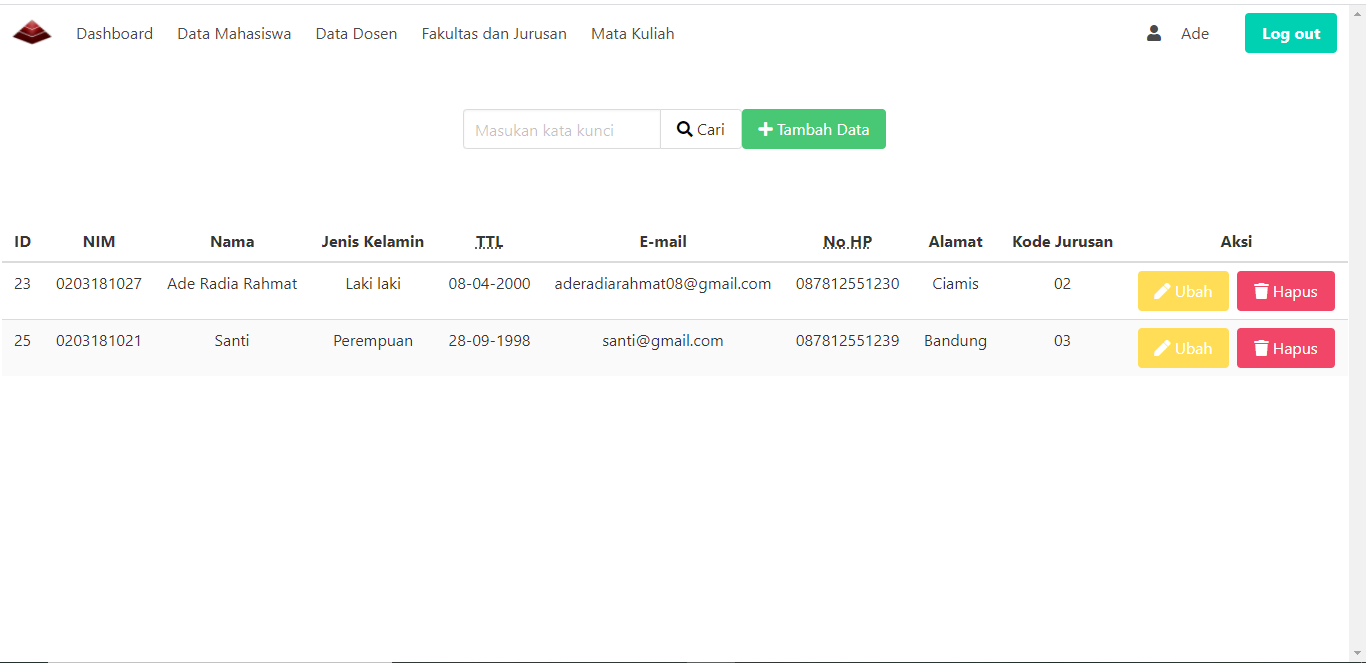 Dashboard Data Mahasiswa Data Dosen Fakultas dan Jurusan Mata Kuliah Ade Log out
Masukan kata kunci Cari Tambah Data
ID NIM Nama Jenis Kelamin TTL E-mail No HP Alamat Kode Jurusan Aksi
23 0203181027 Ade Radia Rahmat Laki laki 08-04-2000 aderadiarahmat08@gmail.com 087812551230 Ciamis 02 Ubah Hapus
25 0203181021 Santi Perempuan 28-09-1998 santi@gmail.com 087812551239 Bandung 03 Ubah Hapus